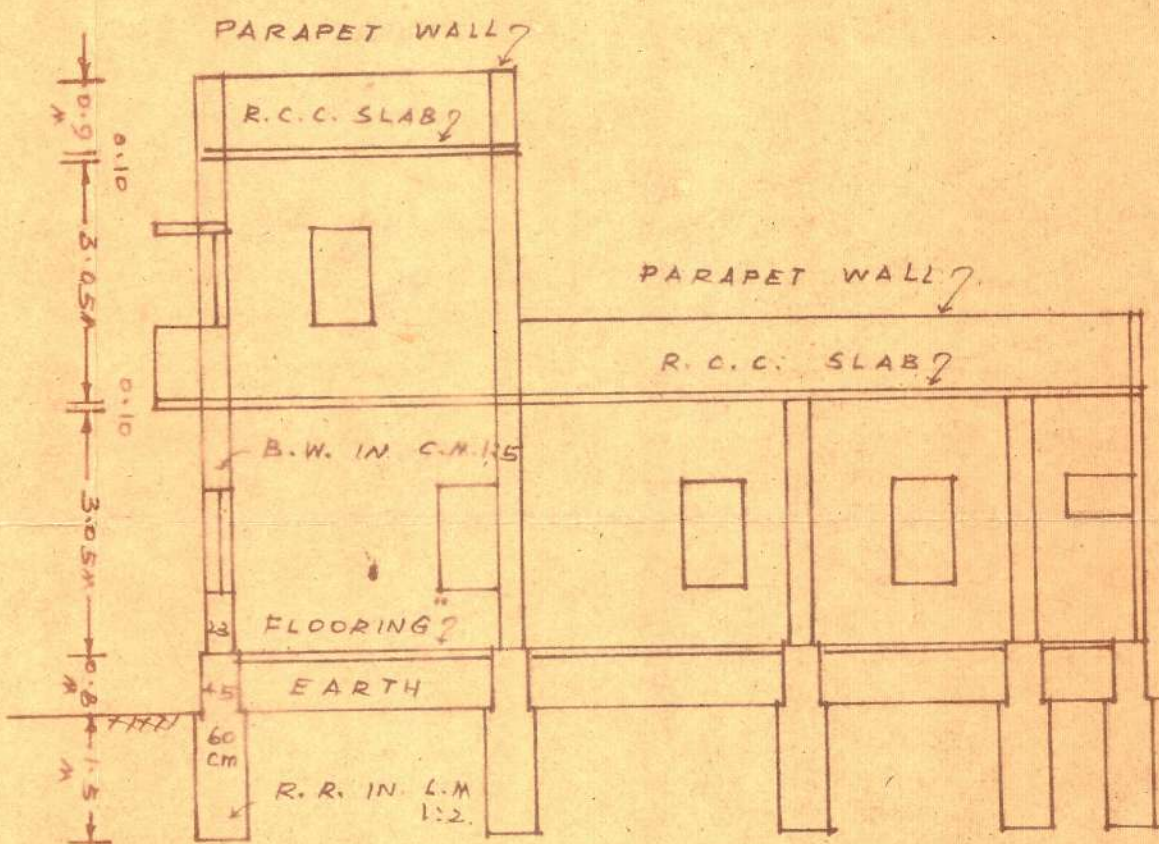 PARAPET WALL
R.C.C. SLAB
0.9 M
0.10
3.05M
PARAPET WALL
R.C.C. SLAB
0.10
B.W. IN C.M. 1:5
3.05M
23
FLOORING
0.8 M
45
EARTH
60
cm
1.5 M
R.R. IN L.M
1:2.